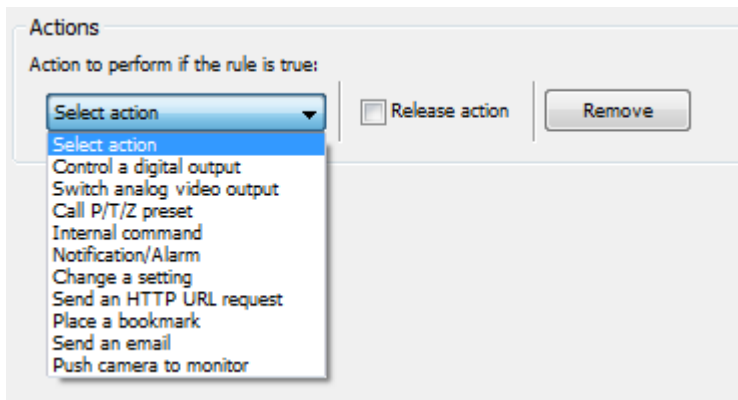 Actions
Action to perform if the rule is true:
Select action
Release action
Remove
Select action
Control a digital output
Switch analog video output
Call P/T/Z preset
Internal command
Notification/Alarm
Change a setting
Send an HTTP URL request
Place a bookmark
Send an email
Push camera to monitor